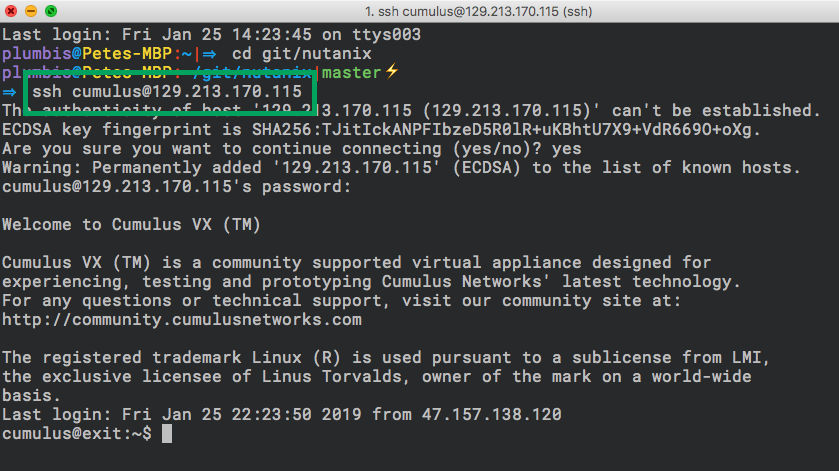 1. ssh cumulus@129.213.170.115 (ssh)
Last login: Fri Jan 25 14:23:45 on ttys003
plumbis@Petes-MBP:~|⇒ cd git/nutanix
plumbis@Petes-MBP:~/git/nutanix|master⚡
⇒ ssh cumulus@129.213.170.115
The authenticity of host '129.213.170.115 (129.213.170.115)' can't be established.
ECDSA key fingerprint is SHA256:TJitIckANPFIbzeD5R0lR+uKBhtU7X9+VdR669O+oXg.
Are you sure you want to continue connecting (yes/no)? yes
Warning: Permanently added '129.213.170.115' (ECDSA) to the list of known hosts.
cumulus@129.213.170.115's password:
Welcome to Cumulus VX (TM)
Cumulus VX (TM) is a community supported virtual appliance designed for
experiencing, testing and prototyping Cumulus Networks' latest technology.
For any questions or technical support, visit our community site at:
http://community.cumulusnetworks.com
The registered trademark Linux (R) is used pursuant to a sublicense from LMI,
the exclusive licensee of Linus Torvalds, owner of the mark on a world-wide
basis.
Last login: Fri Jan 25 22:23:50 2019 from 47.157.138.120
cumulus@exit:~$